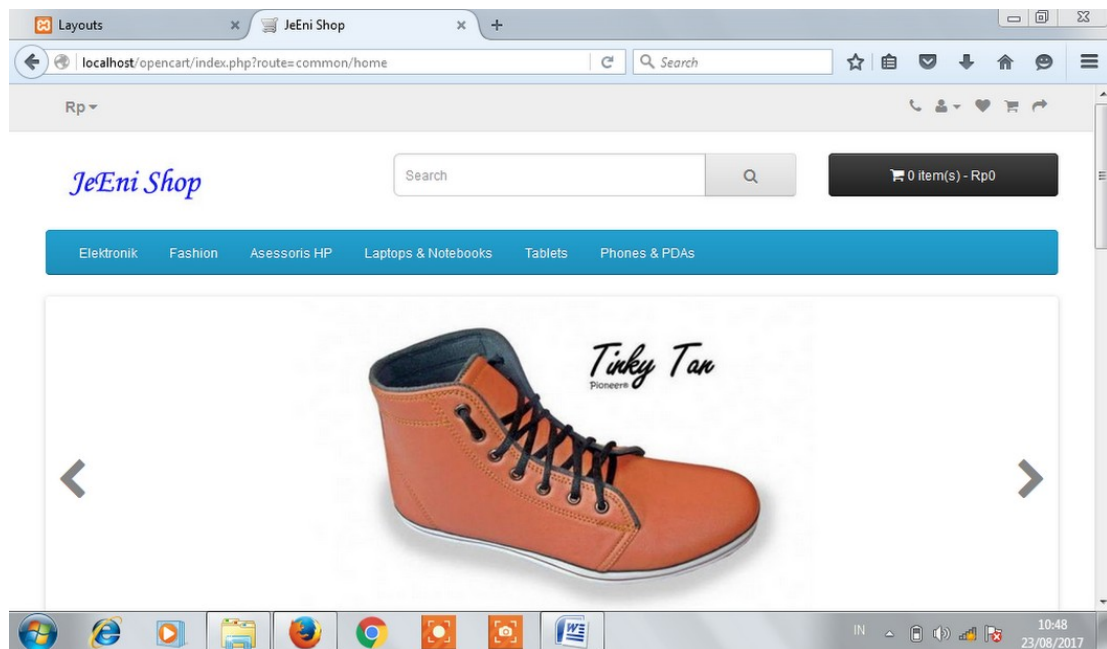 Layouts
JeEni Shop
localhost/opencart/index.php?route=common/home
Search
Rp
JeEni Shop
Search
0 item(s) - Rp0
Elektronik Fashion Asessoris HP Laptops & Notebooks Tablets Phones & PDAs
Tinky Tan
Pioneer®
IN
10:48
23/08/2017